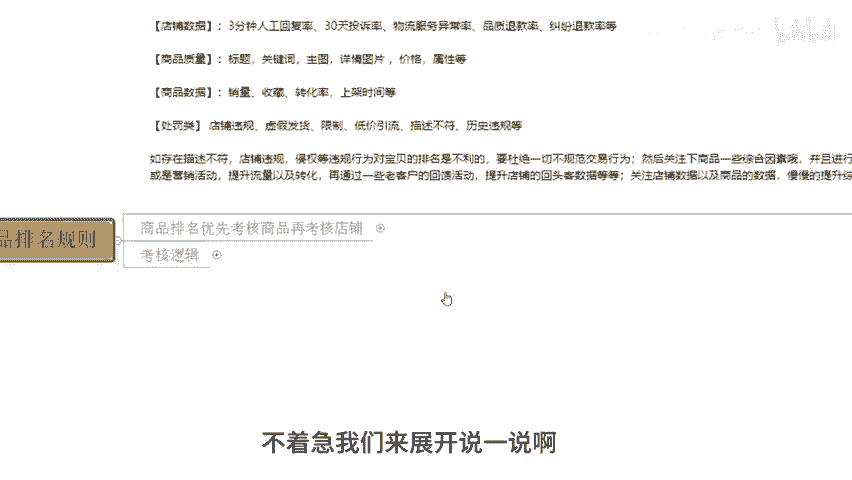 【店铺数据】：3分钟人工回复率、30天投诉率、物流服务异常率、品质退款率、纠纷退款率等
【商品质量】：标题，关键词，主图，详情图片，价格，属性等
【商品数据】：销量、收藏、转化率，上架时间等
【处罚类】 店铺违规、虚假发货、限制、低价引流、描述不符、历史违规等
如存在描述不符，店铺违规，侵权等违规行为对宝贝的排名是不利的，要杜绝一切不规范交易行为；然后关注下商品一些综合因素哦，并且进行
或是营销活动，提升流量以及转化，再通过一些老客户的回馈活动，提升店铺的回头客数据等等；关注店铺数据以及商品的数据，慢慢的提升综
品排名规则
商品排名优先考核商品再考核店铺
考核逻辑
不着急我们来展开说一说啊